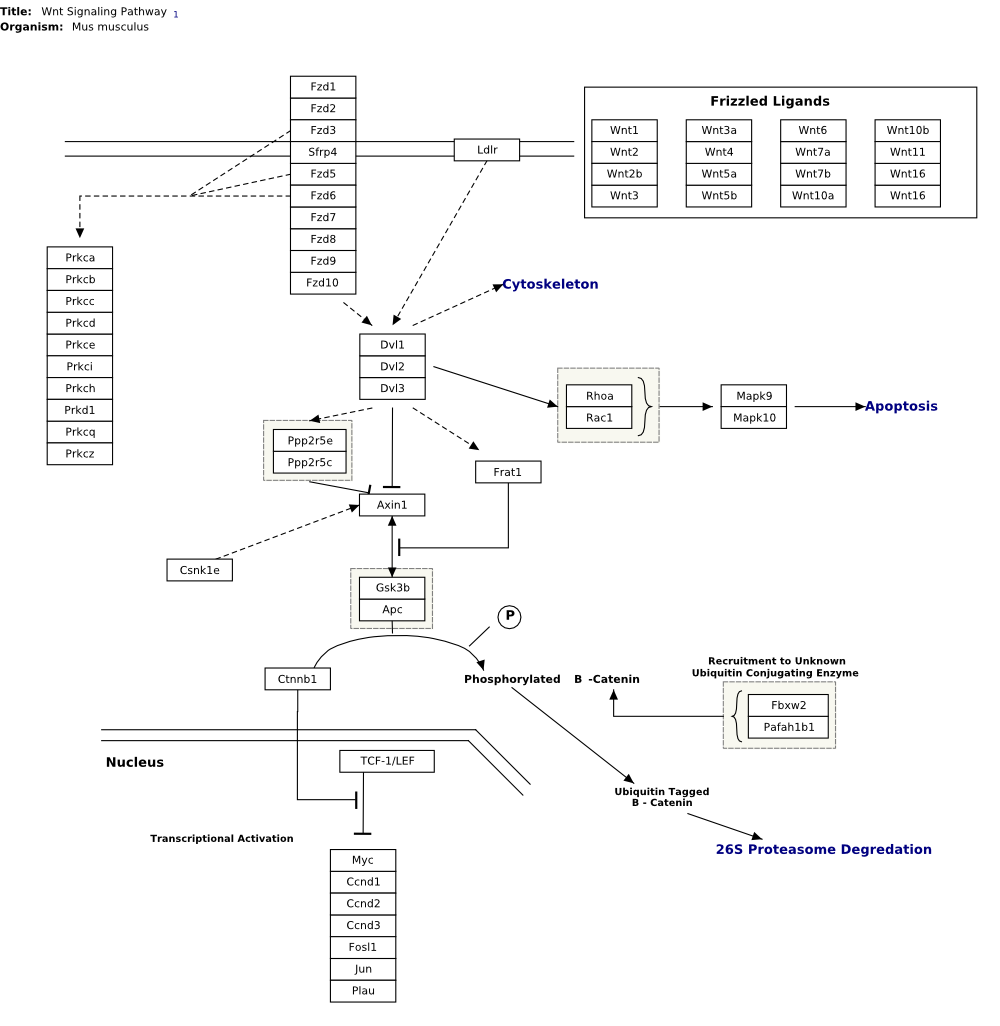 Title: Wnt Signaling Pathway 1
Organism: Mus musculus
Fzd1
Fzd2
Fzd3
Sfrp4
Fzd5
Fzd6
Fzd7
Fzd8
Fzd9
Fzd10
Ldlr
Frizzled Ligands
Wnt1
Wnt2
Wnt2b
Wnt3
Wnt3a
Wnt4
Wnt5a
Wnt5b
Wnt6
Wnt7a
Wnt7b
Wnt10a
Wnt10b
Wnt11
Wnt16
Wnt16
Prkca
Prkcb
Prkcc
Prkcd
Prkce
Prkci
Prkch
Prkd1
Prkcq
Prkcz
Cytoskeleton
Dvl1
Dvl2
Dvl3
Rhoa
Rac1
Mapk9
Mapk10
Apoptosis
Ppp2r5e
Ppp2r5c
Frat1
Axin1
Csnk1e
Gsk3b
Apc
P
Ctnnb1
Phosphorylated B -Catenin
Recruitment to Unknown
Ubiquitin Conjugating Enzyme
Fbxw2
Pafah1b1
Nucleus
TCF-1/LEF
Ubiquitin Tagged
B - Catenin
Transcriptional Activation
26S Proteasome Degredation
Myc
Ccnd1
Ccnd2
Ccnd3
Fosl1
Jun
Plau